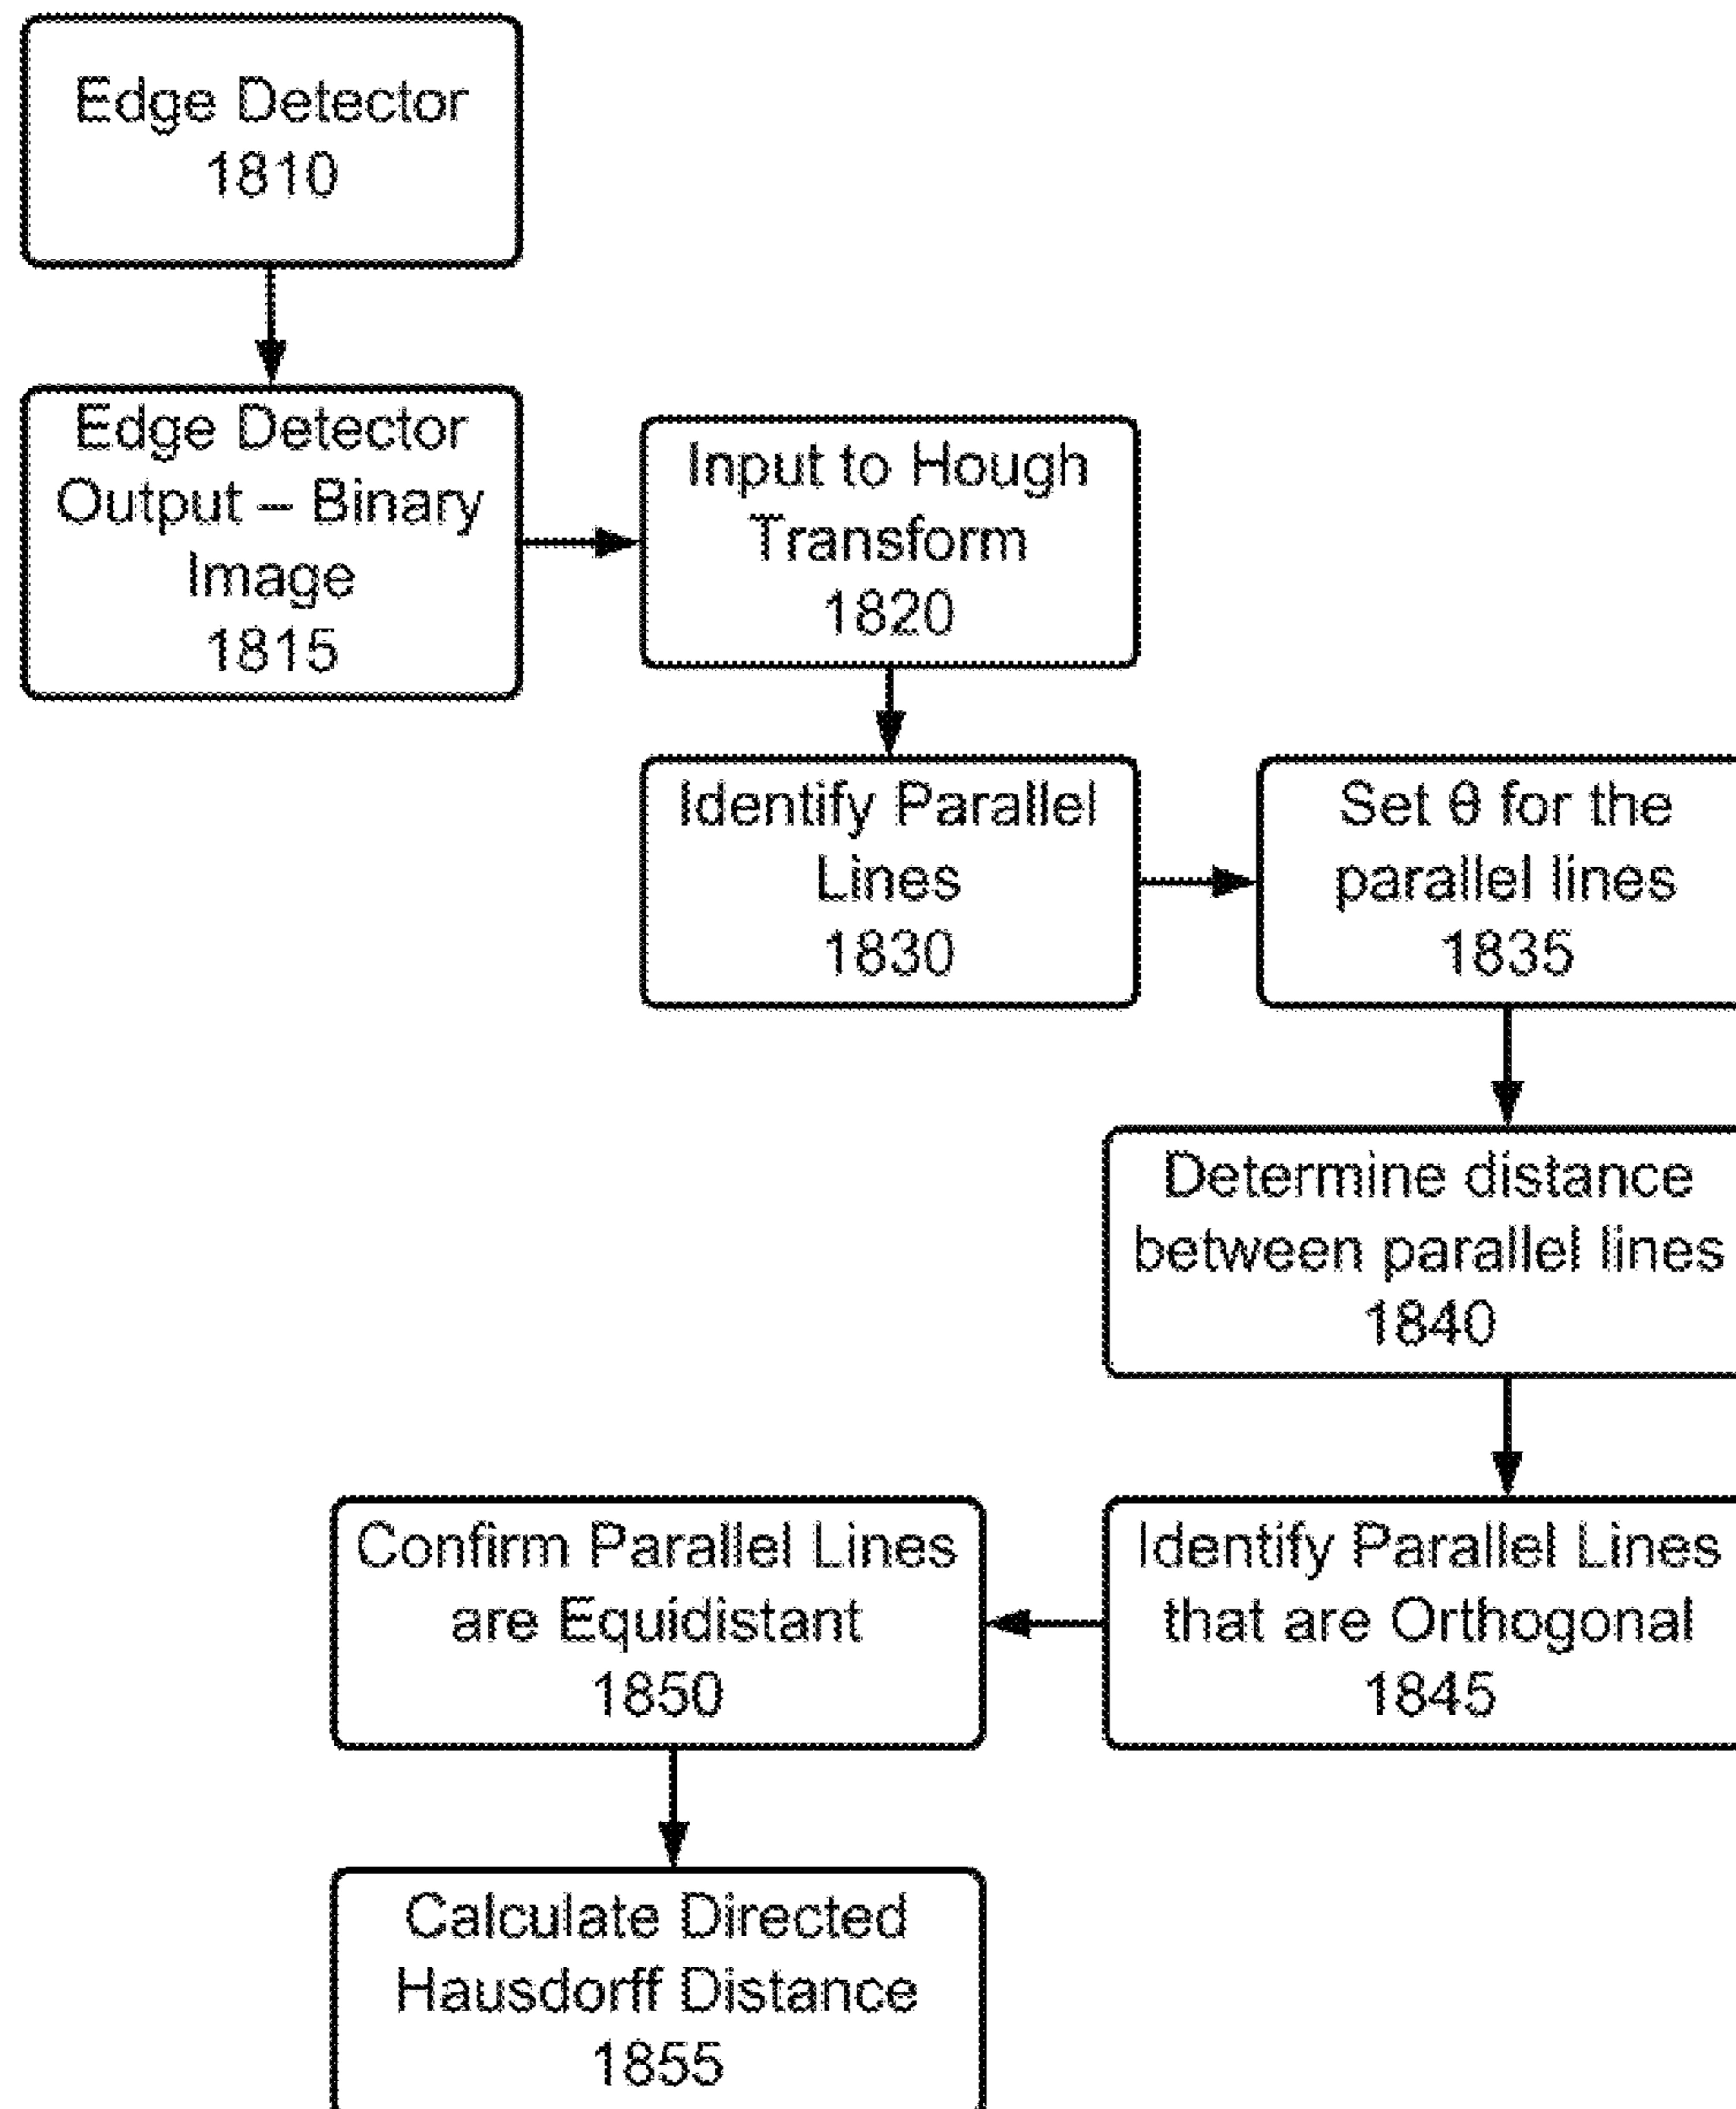 Edge Detector
1810
Edge Detector
Output – Binary
Image
1815
Input to Hough
Transform
1820
Identify Parallel
Lines
1830
Set θ for the
parallel lines
1835
Determine distance
between parallel lines
1840
Identify Parallel Lines
that are Orthogonal
1845
Confirm Parallel Lines
are Equidistant
1850
Calculate Directed
Hausdorff Distance
1855